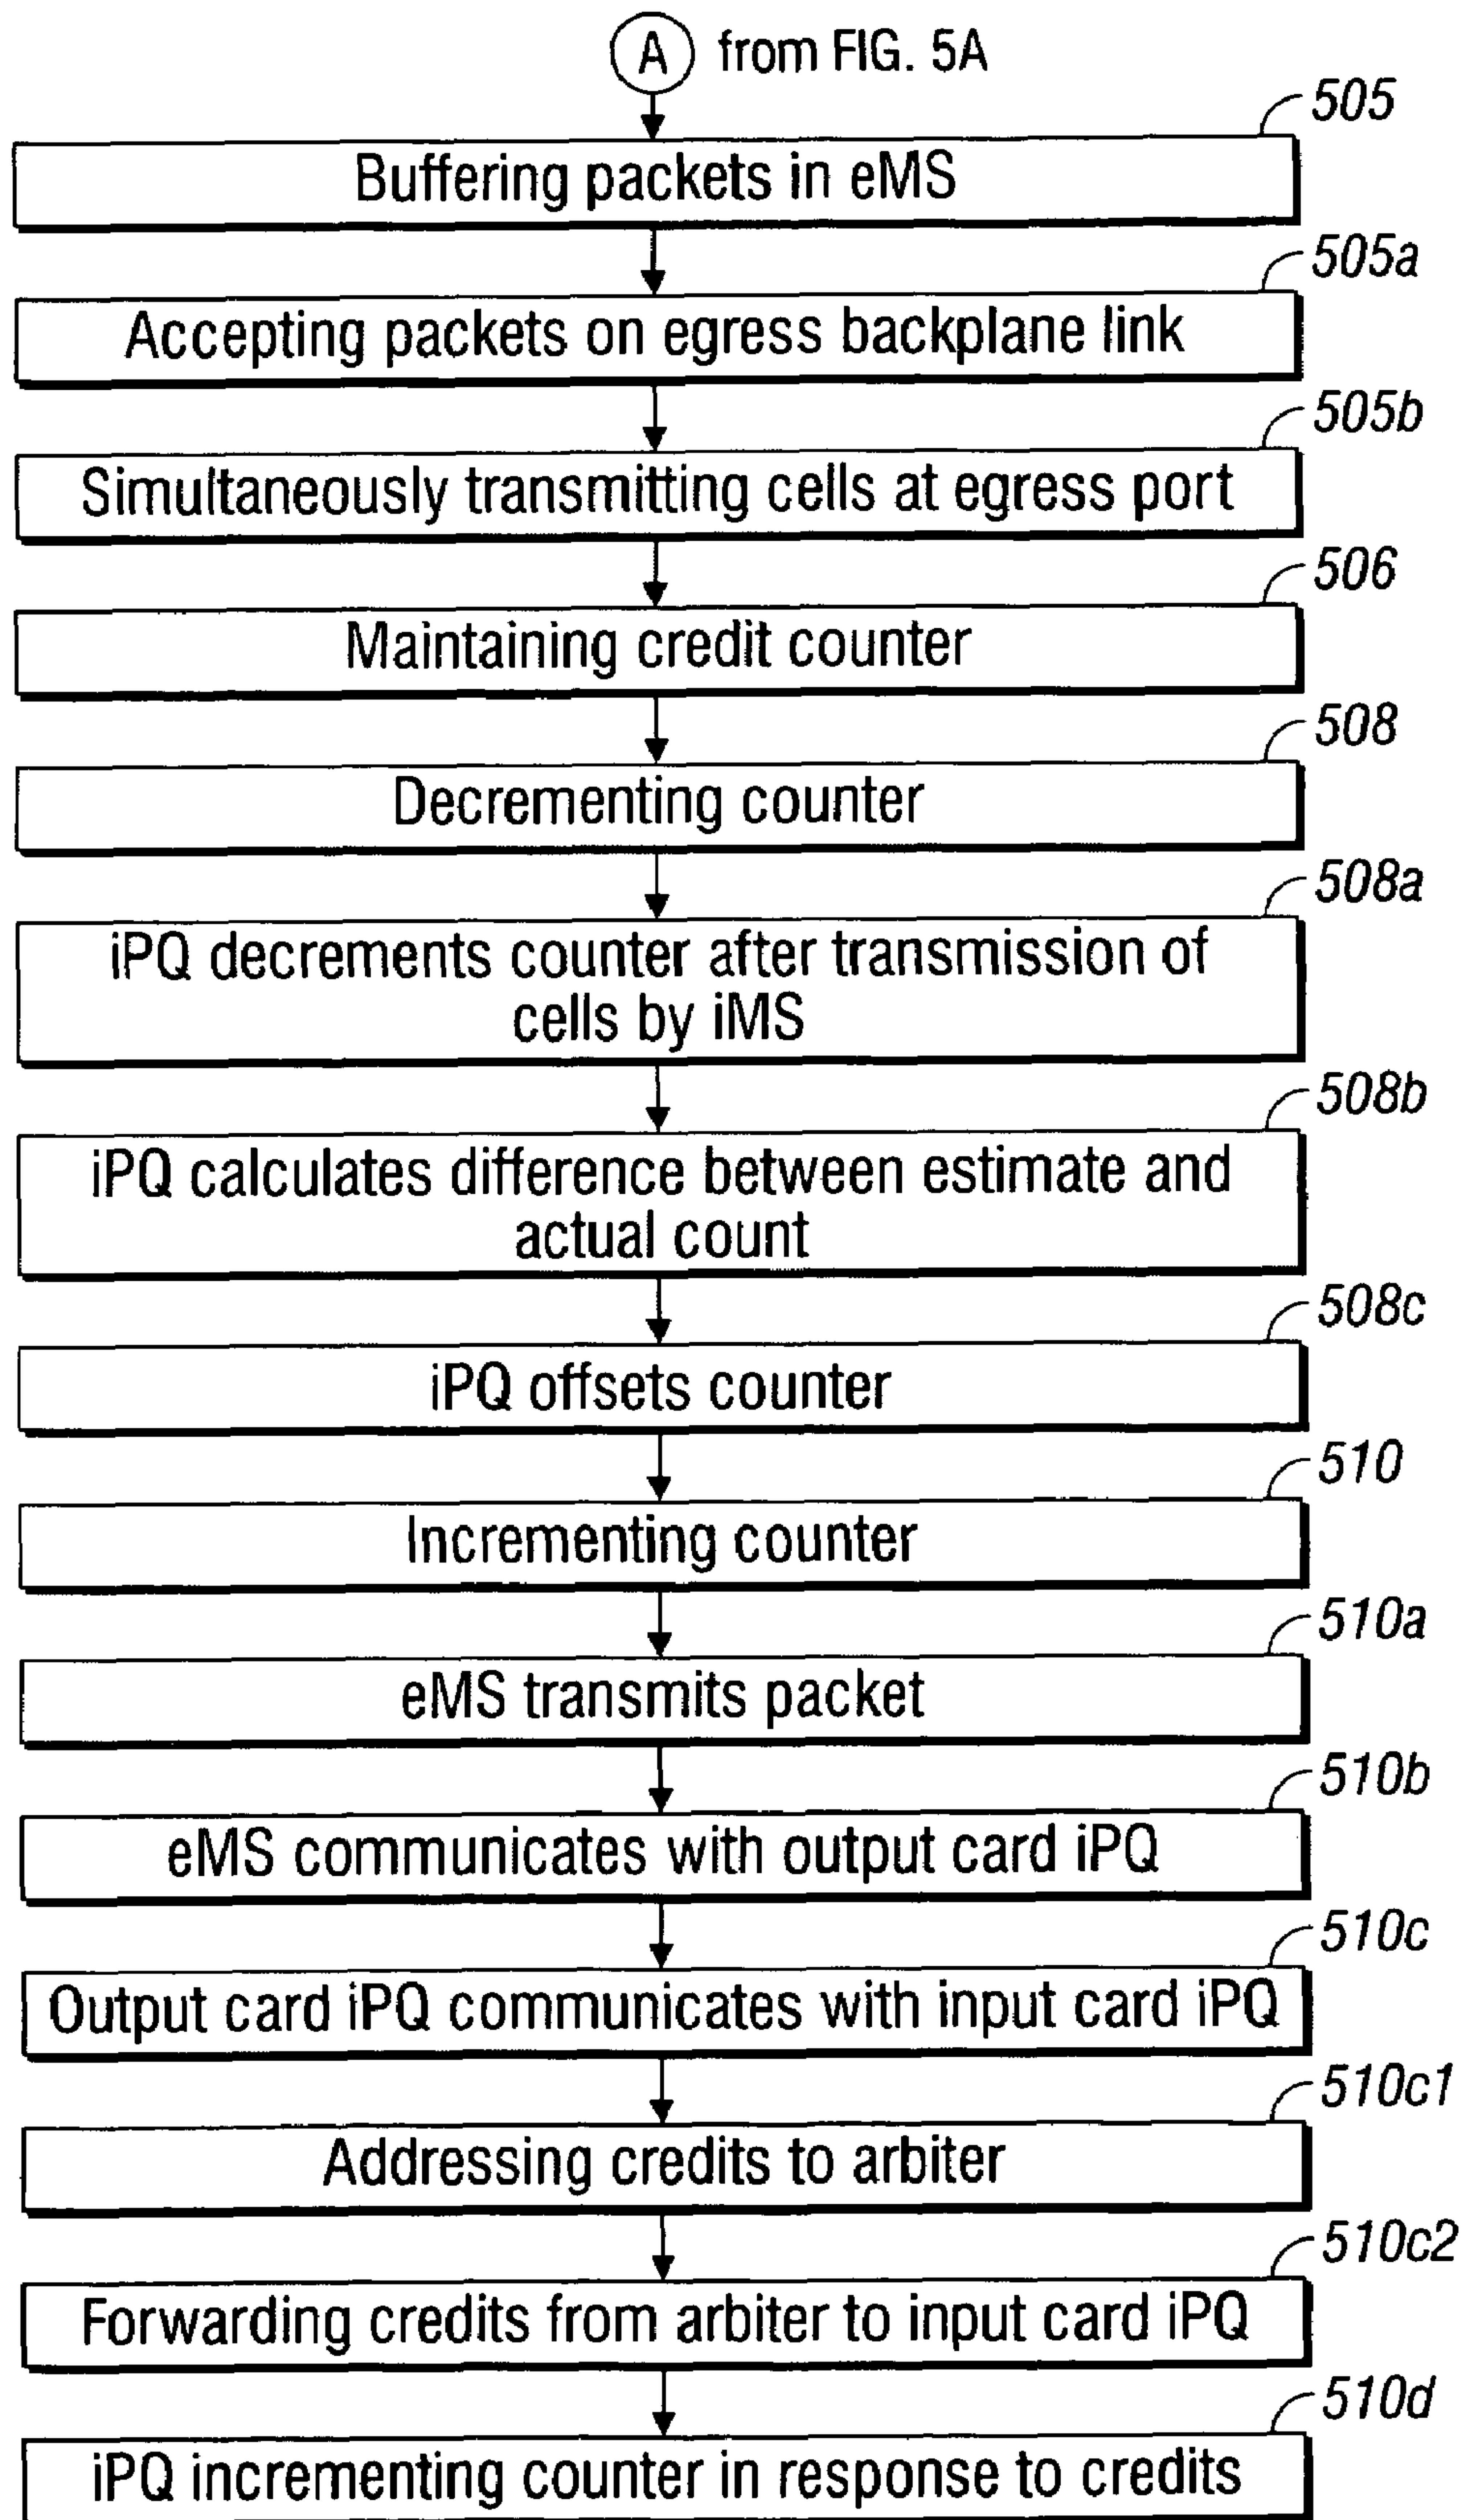 A from FIG. 5A
505
Buffering packets in eMS
505a
Accepting packets on egress backplane link
505b
Simultaneously transmitting cells at egress port
506
Maintaining credit counter
508
Decrementing counter
508a
iPQ decrements counter after transmission of
cells by iMS
508b
iPQ calculates difference between estimate and
actual count
508c
iPQ offsets counter
510
Incrementing counter
510a
eMS transmits packet
510b
eMS communicates with output card iPQ
510c
Output card iPQ communicates with input card iPQ
510c1
Addressing credits to arbiter
510c2
Forwarding credits from arbiter to input card iPQ
510d
iPQ incrementing counter in response to credits